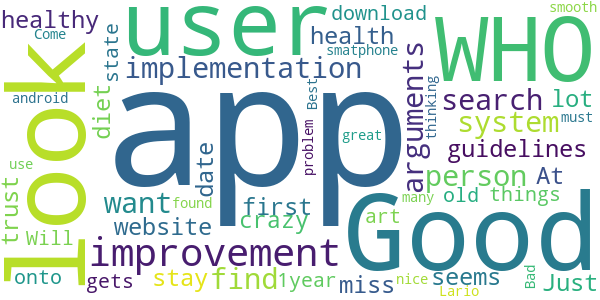 healthy
Come
state
user
download
health
smatphone
WHO
smooth
android
look
diet
implementation
Best
arguments
search
lot
thinking
system
must
app
problem
great
guidelines
trust
use
date
want
first
person
At
Will
website
crazy
found
many
old
things
art
onto
improvement
Good
gets
stay
find
1year
miss
nice
seems
Lario
Bad
Just